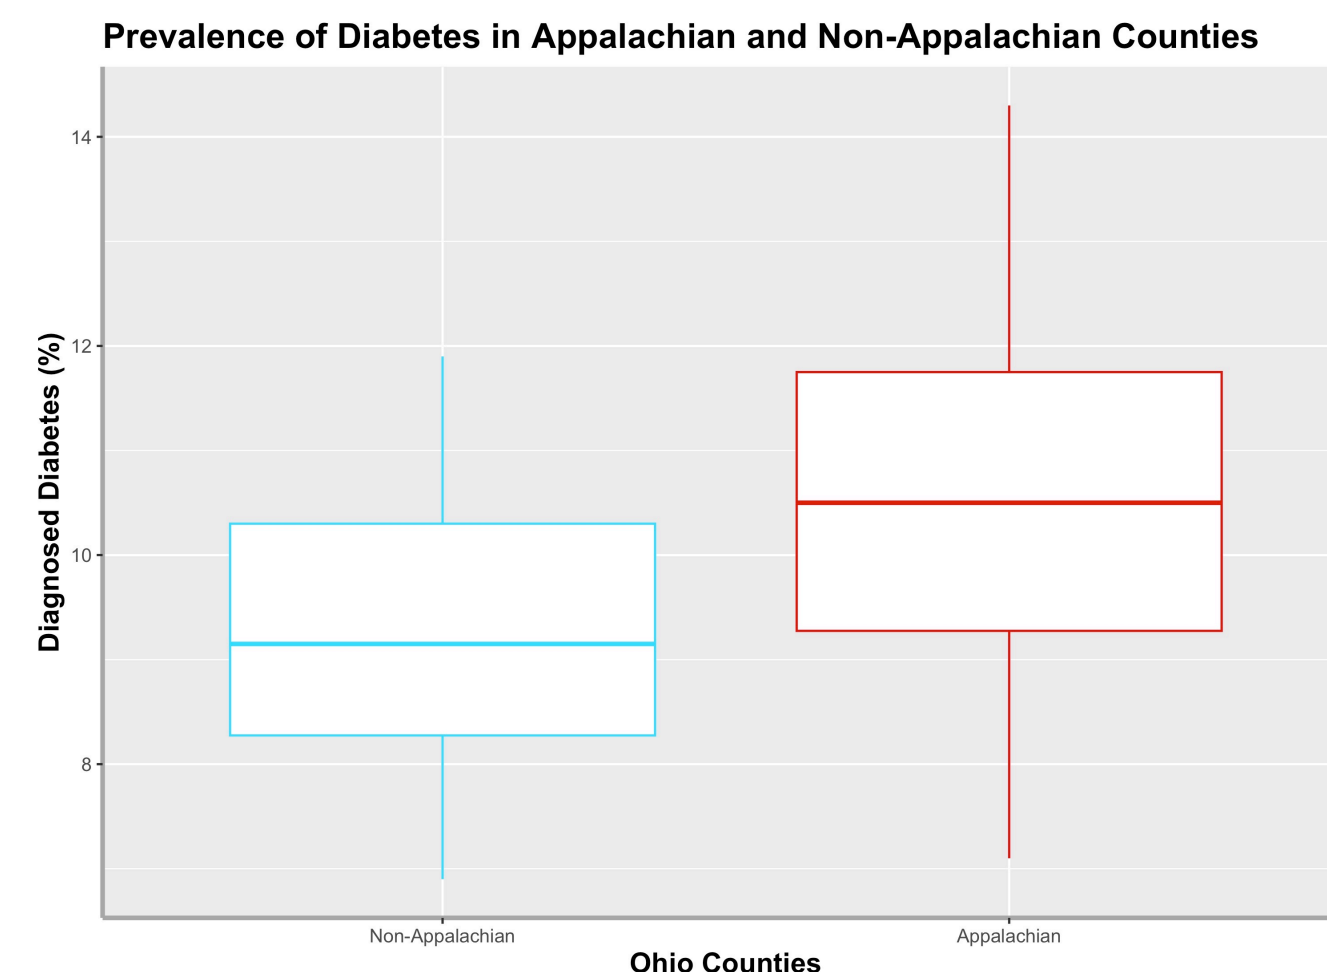 Prevalence of Diabetes in Appalachian and Non-Appalachian Counties
Diagnosed Diabetes (%)
14
12
10
8
Non-Appalachian Appalachian
Ohio Counties